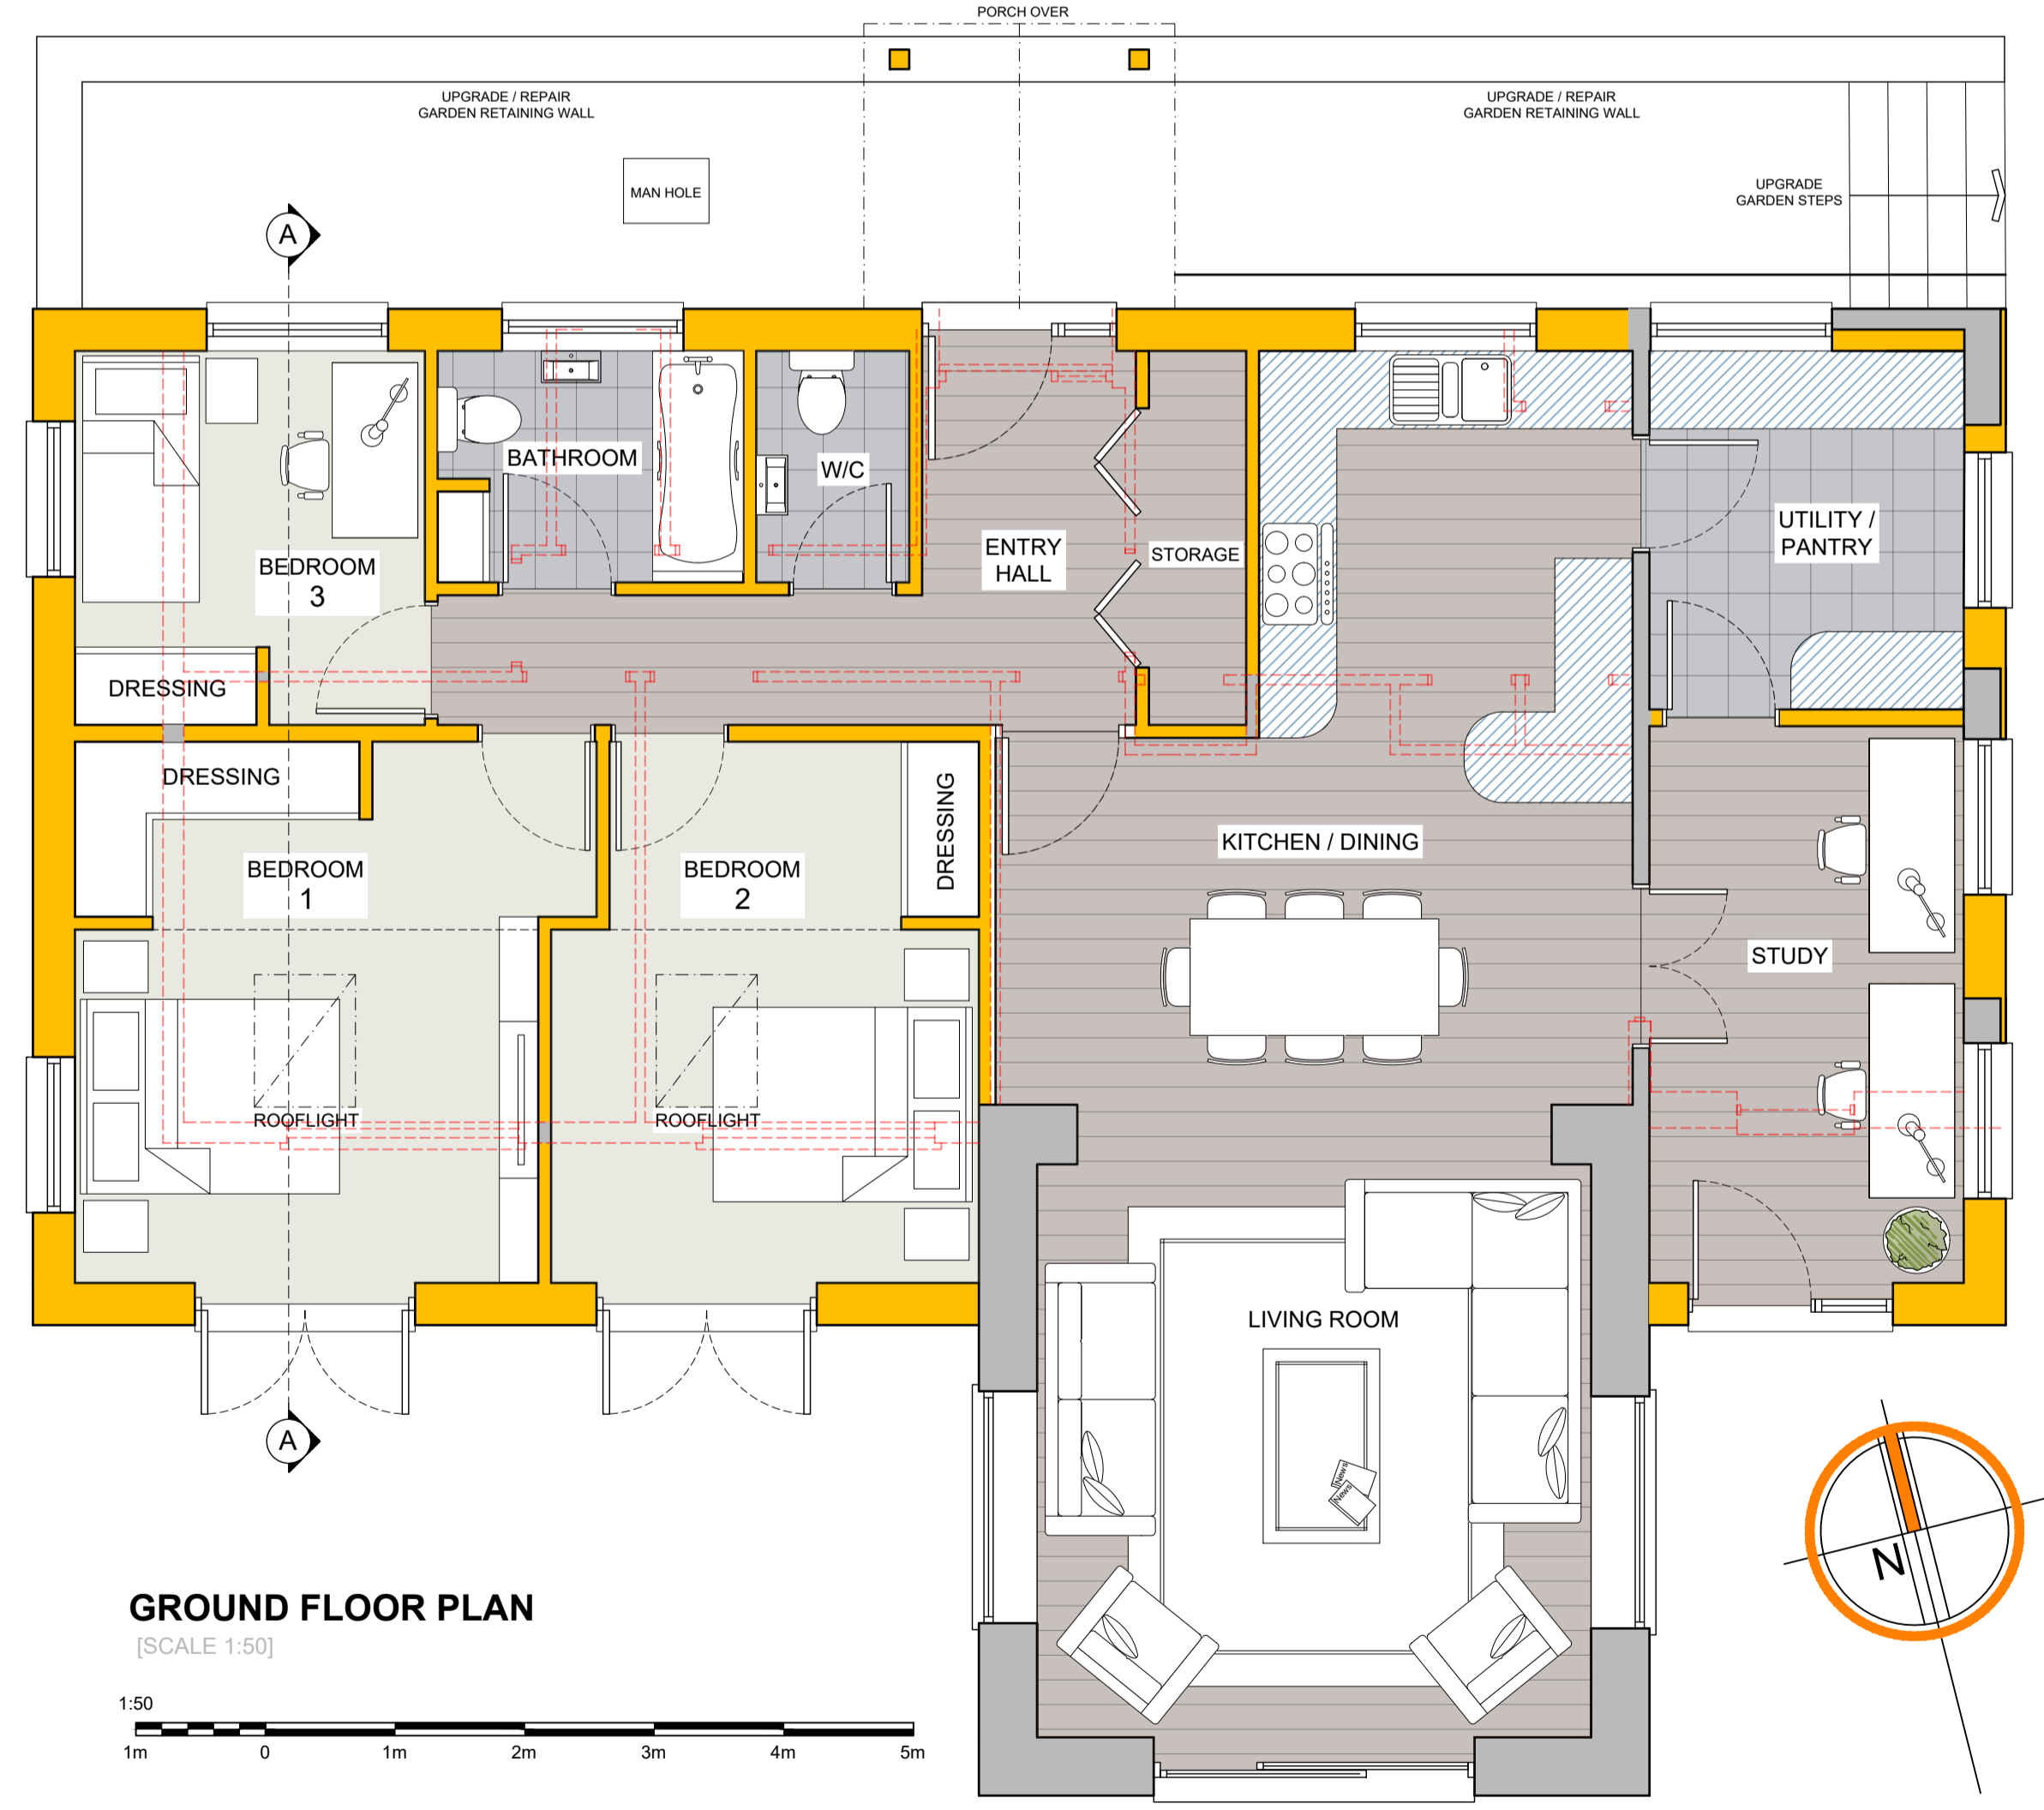 PORCH OVER
UPGRADE / REPAIR
GARDEN RETAINING WALL
UPGRADE / REPAIR
GARDEN RETAINING WALL
MAN HOLE
UPGRADE
GARDEN STEPS
A
BATHROOM
W/C
ENTRY
HALL
STORAGE
UTILITY /
PANTRY
BEDROOM
3
DRESSING
DRESSING
DRESSING
BEDROOM
1
BEDROOM
2
KITCHEN / DINING
STUDY
ROOFLIGHT
ROOFLIGHT
LIVING ROOM
News
News
A
N
GROUND FLOOR PLAN
[SCALE 1:50]
1:50
1m 0 1m 2m 3m 4m 5m